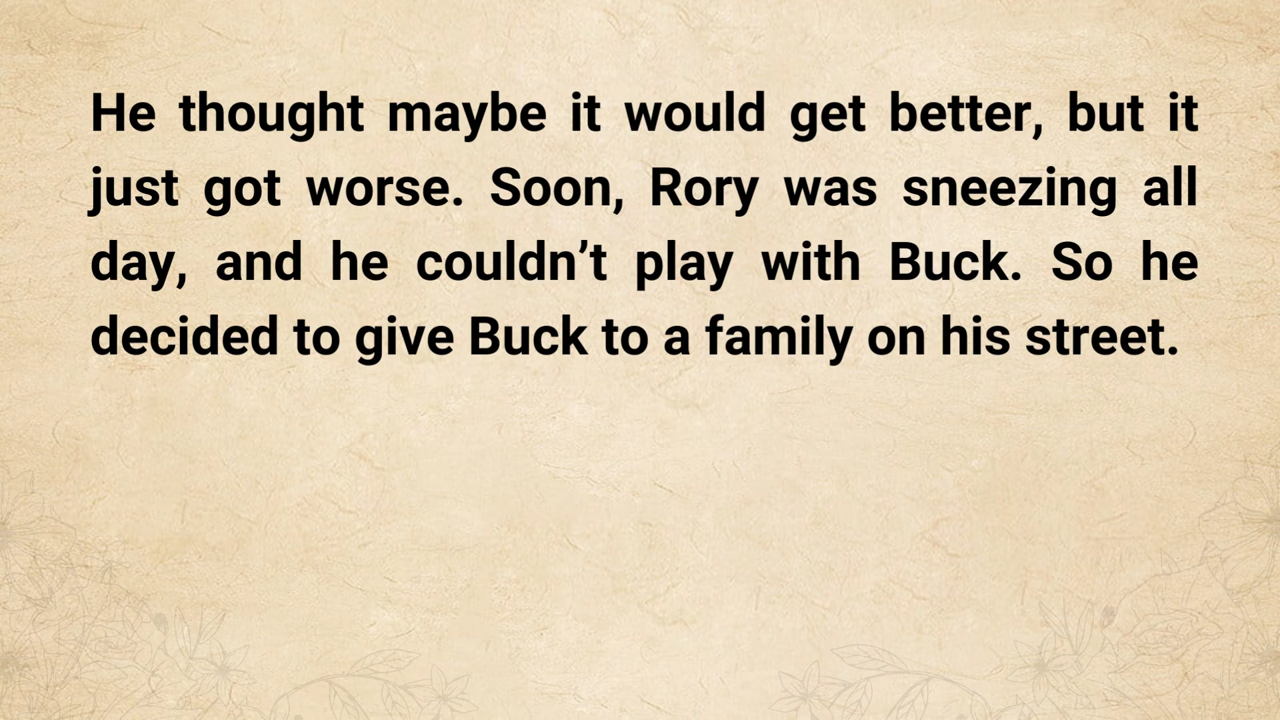 He thought maybe it would get better, but it
just got worse. Soon, Rory was sneezing all
day, and he couldn’t play with Buck. So he
decided to give Buck to a family on his street.